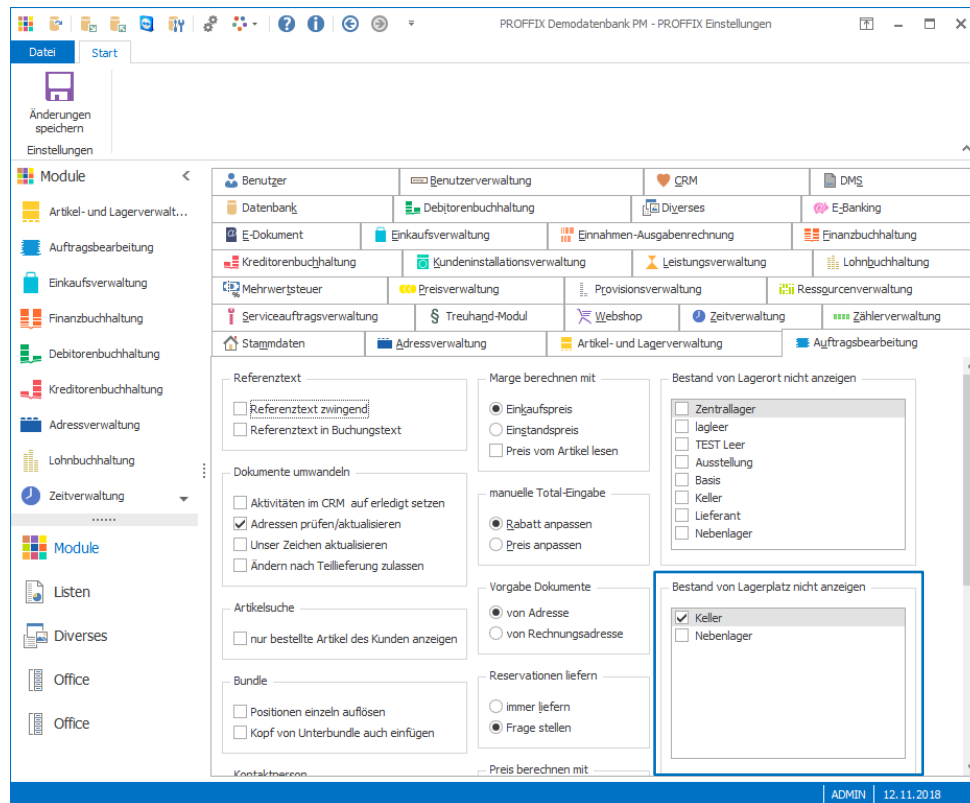 PROFFIX Demodatenbank PM - PROFFIX Einstellungen
Datei Start
Änderungen
speichern
Einstellungen
Module
Artikel- und Lagerverwalt...
Auftragsbearbeitung
Einkaufsverwaltung
Finanzbuchhaltung
Debitorenbuchhaltung
Kreditorenbuchhaltung
Adressverwaltung
Lohnbuchhaltung
Zeitverwaltung
Module
Listen
Diverses
Office
Office
Benutzer Benutzerverwaltung CRM DMS
Datenbank Debitorenbuchhaltung Diverses E-Banking
E-Dokument Einkaufsverwaltung Einnahmen-Ausgabenrechnung Finanzbuchhaltung
Kreditorenbuchhaltung Kundeninstallationsverwaltung Leistungsverwaltung Lohnbuchhaltung
Mehrwertsteuer Preisverwaltung Provisionsverwaltung Ressourcenverwaltung
Serviceauftragsverwaltung § Treuhand-Modul Webshop Zeitverwaltung Zählerverwaltung
Stammdaten Adressverwaltung Artikel- und Lagerverwaltung Auftragsbearbeitung
Referenztext
Referenztext zwingend
Referenztext in Buchungstext
Dokumente umwandeln
Aktivitäten im CRM auf erledigt setzen
Adressen prüfen/aktualisieren
Unser Zeichen aktualisieren
Ändern nach Teillieferung zulassen
Artikelsuche
nur bestellte Artikel des Kunden anzeigen
Bundle
Positionen einzeln auflösen
Kopf von Unterbundle auch einfügen
Kontaktperson
Marge berechnen mit
Einkaufspreis
Einstandspreis
Preis vom Artikel lesen
manuelle Total-Eingabe
Rabatt anpassen
Preis anpassen
Vorgabe Dokumente
von Adresse
von Rechnungsadresse
Reservationen liefern
immer liefern
Frage stellen
Preis berechnen mit
Bestand von Lagerort nicht anzeigen
Zentrallager
lagleer
TEST Leer
Ausstellung
Basis
Keller
Lieferant
Nebenlager
Bestand von Lagerplatz nicht anzeigen
Keller
Nebenlager
ADMIN 12.11.2018